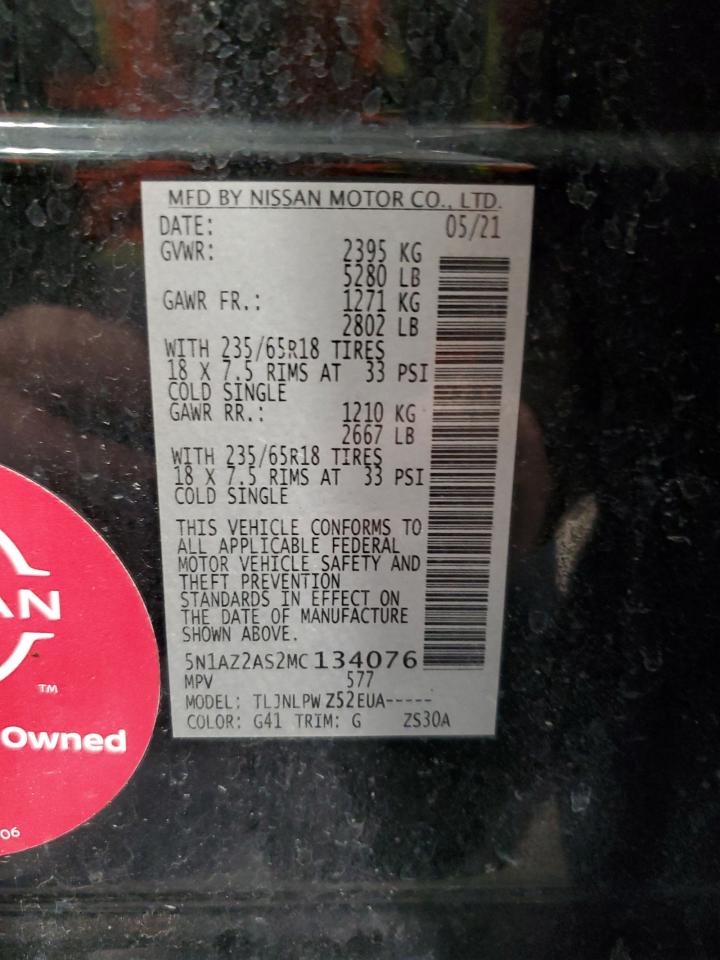 MFD BY NISSAN MOTOR CO., LTD.
DATE: 05/21
GVWR: 2395 KG
5280 LB
GAWR FR.: 1271 KG
2802 LB
WITH 235/65R18 TIRES
18 X 7.5 RIMS AT 33 PSI
COLD SINGLE
GAWR RR.: 1210 KG
2667 LB
WITH 235/65R18 TIRES
18 X 7.5 RIMS AT 33 PSI
COLD SINGLE
THIS VEHICLE CONFORMS TO
ALL APPLICABLE FEDERAL
MOTOR VEHICLE SAFETY AND
THEFT PREVENTION
STANDARDS IN EFFECT ON
THE DATE OF MANUFACTURE
SHOWN ABOVE.
5N1AZ2AS2MC134076
MPV 577
MODEL: TLJNLPWZ52EUA-----
COLOR: G41 TRIM: G ZS30A
AN
TM
Owned
06